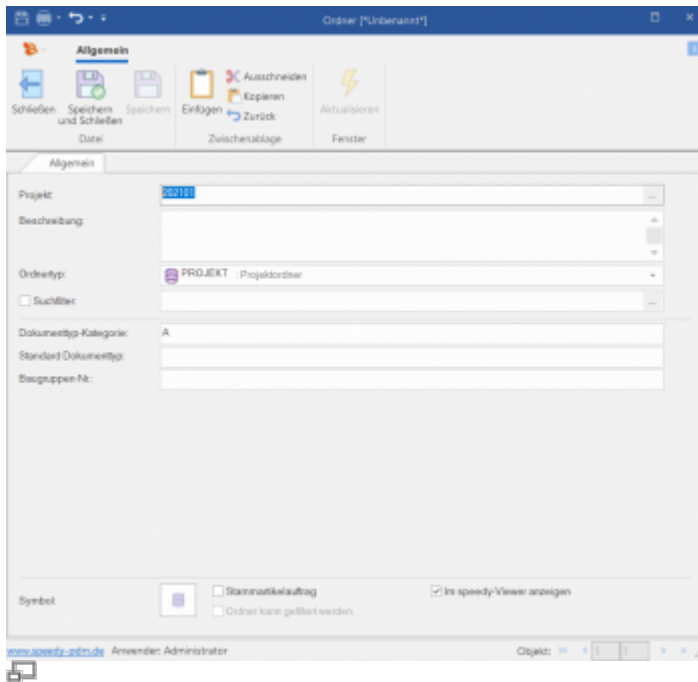 Ordner [*Unbenannt*]
Allgemein
Schließen
Speichern und Schließen
Speichern
Einfügen
Ausschneiden
Kopieren
Zurück
Aktualisieren
Datei
Zwischenablage
Fenster
Allgemein
Projekt:
202101
...
Beschreibung:
Ordnertyp:
PROJEKT : Projektordner
Suchfilter:
...
Dokumenttyp-Kategorie:
A
Standard Dokumenttyp:
Baugruppen-Nr.:
Symbol:
Stammartikelauftrag
Im speedy-Viewer anzeigen
Ordner kann gefiltert werden.
www.speedy-pdm.de Anwender: Administrator
Objekt: 1 1